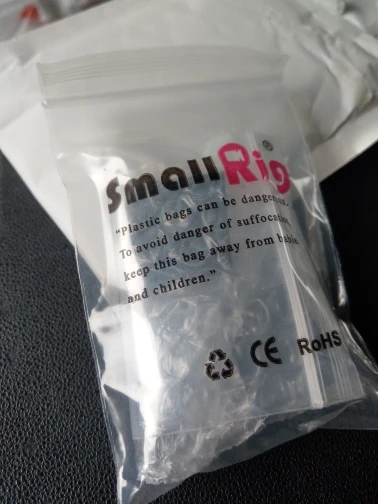 SmallRig®
"Plastic bags can be dangerous.
To avoid danger of suffocation,
keep this bag away from babies
and children."
CE RoHS